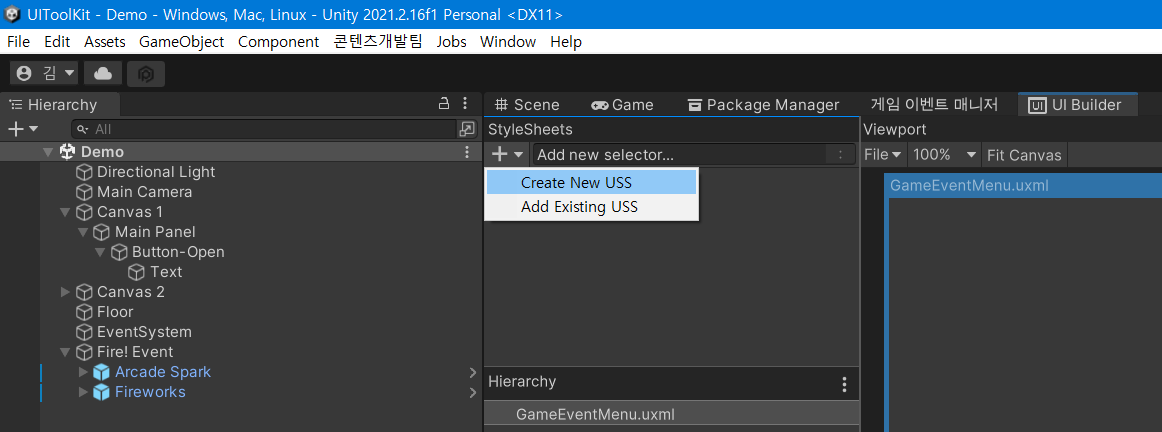 UIToolKit - Demo - Windows, Mac, Linux - Unity 2021.2.16f1 Personal <DX11>
File Edit Assets GameObject Component 콘텐츠개발팀 Jobs Window Help
김
Hierarchy
All
Demo
Directional Light
Main Camera
Canvas 1
Main Panel
Button-Open
Text
Canvas 2
Floor
EventSystem
Fire! Event
Arcade Spark
Fireworks
Scene Game Package Manager 게임 이벤트 매니저 UI Builder
StyleSheets
Add new selector...
Create New USS
Add Existing USS
Hierarchy
GameEventMenu.uxml
Viewport
File 100% Fit Canvas
GameEventMenu.uxml